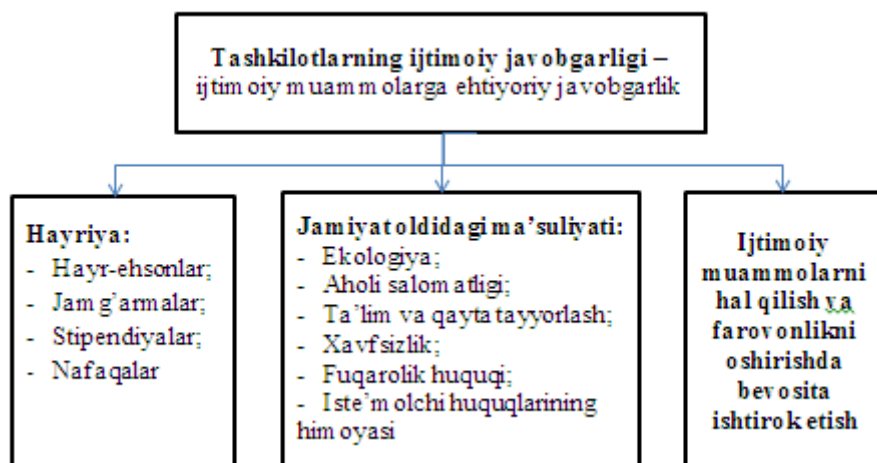 Tashkilotlarning ijtimoiy javobgarligi –
ijtimoiy muammolarga ehtiyoriy javobgarlik
Hayriya:
- Hayr-ehsonlar;
- Jamg’armalar;
- Stipendiyalar;
- Nafaqalar
Jamiyat oldidagi ma’suliyati:
- Ekologiya;
- Aholi salomatligi;
- Ta’lim va qayta tayyorlash;
- Xavfsizlik;
- Fuqarolik huquqi;
- Iste’molchi huquqlarining
himoyasi
Ijtimoiy
muammolarni
hal qilish va
farovonlikni
oshirishda
bevosita
ishtirok etish